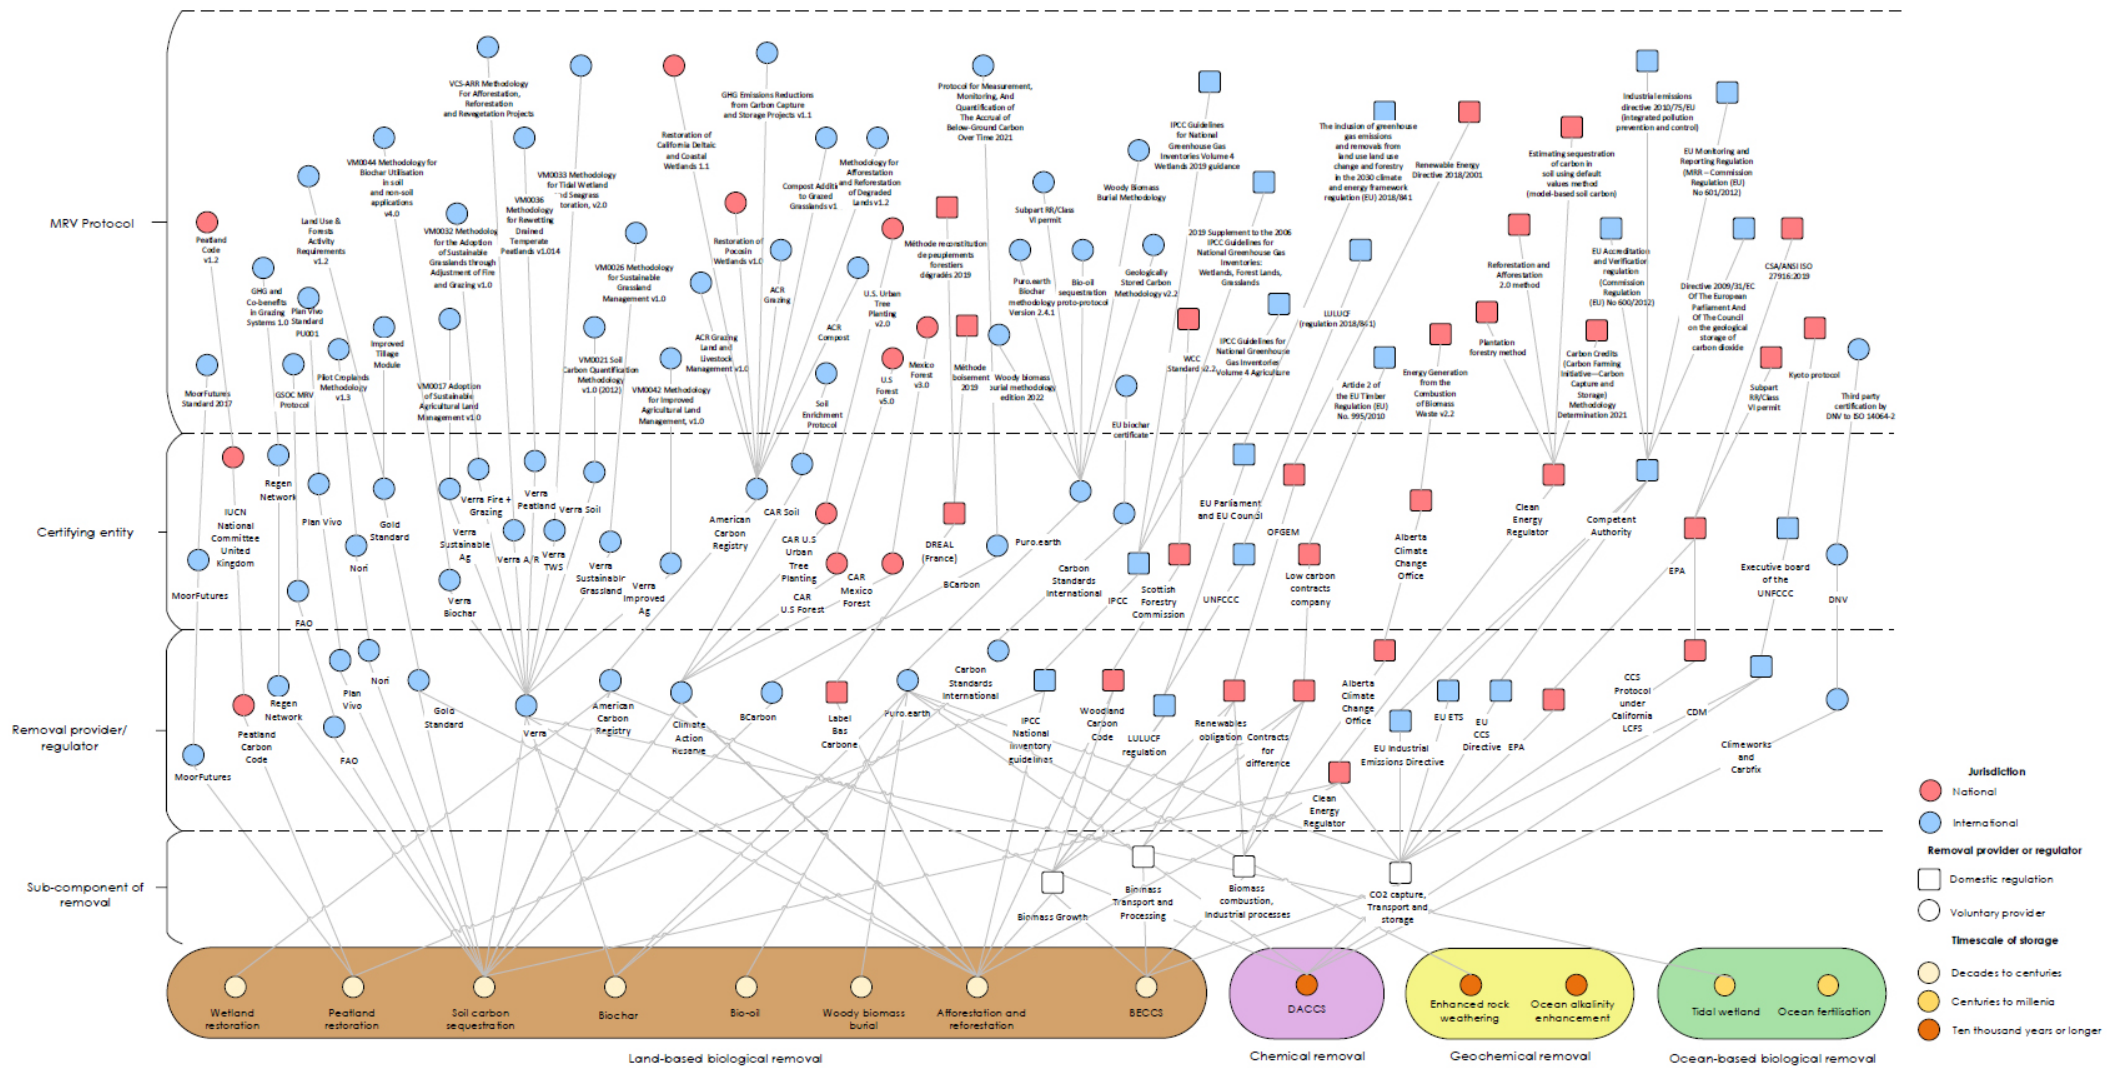 MRV Protocol
VCS-ARR Methodology
For Afforestation,
Reforestation
and Revegetation Projects
VM0044 Methodology for
Biochar Utilisation
in soil
and non-soil
applications
v4.0
VM0033 Methodology
for Tidal Wetland
and Seagrass
toration, v2.0
VM0036
Methodology
for Rewetting
Drained
Temperate
Peatlands v1.014
Restoration of
California Deltaic
and Coastal
Wetlands 1.1
GHG Emissions Reductions
from Carbon Capture
and Storage Projects v1.1
Compost Additi
to Grazed
Grasslands v1
Methodology for
Afforestation
and Reforestation
of Degraded
Lands v1.2
Protocol for Measurement,
Monitoring, And
Quantification of
The Accrual of
Below-Ground Carbon
Over Time 2021
Woody Biomass
Burial Methodology
IPCC Guidelines
for National
Greenhouse Gas
Inventories Volume 4
Wetlands 2019 guidance
The inclusion of greenhouse
gas emissions
and removals from
land use land use
change and forestry
in the 2030 climate
and energy framework
regulation (EU) 2018/841
Renewable Energy
Directive 2018/2001
Estimating sequestration
of carbon in
soil using default
values method
(model-based soil carbon)
Industrial emissions
directive 2010/75/EU
(integrated pollution
prevention and control)
EU Monitoring and
Reporting Regulation
(MRR – Commission
Regulation (EU)
No 601/2012)
Peatland
Code
v1.2
Land Use &
Forests
Activity
Requirements
v1.2
VM0032 Methodolog
for the Adoption
of Sustainable
Grasslands through
Adjustment of Fire
and Grazing v1.0
VM0026 Methodology
for Sustainable
Grassland
Management v1.0
Restoration of
Pocosin
Wetlands v1.0
ACR
Grazing
Méthode reconstitution
de peuplements
forestiers
dégradés 2019
Subpart RR/Class
VI permit
Puro.earth
Biochar
methodology
Version 2.4.1
Bio-oil
sequestration
proto-protocol
Geologically
Stored Carbon
Methodology v2.2
2019 Supplement to the 2006
IPCC Guidelines for
National Greenhouse Gas
Inventories:
Wetlands, Forest Lands,
Grasslands
Reforestation and
Afforestation
2.0 method
EU Accreditation
and Verification
regulation
(Commission
Regulation
(EU) No 600/2012)
Directive 2009/31/EC
Of The European
Parliament And
Of The Council
on the geological
storage of
carbon dioxide
CSA/ANSI ISO
27916:2019
GHG and
Co-benefits
in Grazing
Systems 1.0
Plan Vivo
Standard
PU001
Improved
Tillage
Module
U.S. Urban
Tree
Planting
v2.0
ACR
Compost
LULUCF
(regulation 2018/841)
MoorFutures
Standard 2017
GSOC MRV
Protocol
Pilot Croplands
Methodology
v1.3
VM0017 Adoption
of Sustainable
Agricultural Land
Management v1.0
VM0021 Soil
Carbon Quantification
Methodology
v1.0 (2012)
VM0042 Methodology
for Improved
Agricultural Land
Management, v1.0
ACR Grazing
Land and
Livestock
Management v1.0
Soil
Enrichment
Protocol
U.S
Forest
v5.0
Mexico
Forest
v3.0
Méthode
boisement
2019
Woody biomass
burial methodology
edition 2022
EU biochar
certificate
WCC
Standard v2.2
IPCC Guidelines for
National Greenhouse
Gas Inventories
Volume 4 Agriculture
Article 2 of
the EU Timber
Regulation (EU)
No. 995/2010
Energy Generation
from the
Combustion
of Biomass
Waste v2.2
Plantation
forestry method
Carbon Credits
(Carbon Farming
Initiative—Carbon
Capture and
Storage)
Methodology
Determination 2021
Subpart
RR/Class
VI permit
Kyoto protocol
Third party
certification by
DNV to ISO 14064-2
Certifying entity
MoorFutures
IUCN
National
Committee
United
Kingdom
Regen
Network
FAO
Plan Vivo
Nori
Gold
Standard
Verra
Sustainable
Ag
Verra
Biochar
Verra Fire +
Grazing
Verra A/R
Verra
Peatland
Verra
TWS
Verra Soil
Verra
Sustainable
Grassland
Verra
Improved
Ag
American
Carbon
Registry
CAR Soil
CAR U.S
Urban
Tree
Planting
CAR
U.S Forest
CAR
Mexico
Forest
DREAL
(France)
BCarbon
Puro.earth
Carbon
Standards
International
IPCC
Scottish
Forestry
Commission
EU Parliament
and EU Council
UNFCCC
OFGEM
Low carbon
contracts
company
Alberta
Climate
Change
Office
Clean
Energy
Regulator
Competent
Authority
EPA
Executive board
of the
UNFCCC
DNV
Removal provider/
regulator
MoorFutures
Peatland
Carbon
Code
Regen
Network
FAO
Plan
Vivo
Nori
Gold
Standard
Verra
American
Carbon
Registry
Climate
Action
Reserve
BCarbon
Label
Bas
Carbone
Puro.earth
Carbon
Standards
International
IPCC
National
inventory
guidelines
Woodland
Carbon
Code
LULUCF
regulation
Renewables
obligation
Contracts
for
difference
Clean
Energy
Regulator
Alberta
Climate
Change
Office
EU Industrial
Emissions Directive
EU ETS
EU
CCS
Directive
EPA
CCS
Protocol
under
California
LCFS
CDM
Climeworks
and
Carbfix
Sub-component of
removal
Biomass Growth
Biomass
Transport and
Processing
Biomass
combustion,
Industrial processes
CO2 capture,
Transport and
storage
Wetland
restoration
Peatland
restoration
Soil carbon
sequestration
Biochar
Bio-oil
Woody biomass
burial
Afforestation and
reforestation
BECCS
DACCS
Enhanced rock
weathering
Ocean alkalinity
enhancement
Tidal wetland
Ocean fertilisation
Land-based biological removal
Chemical removal
Geochemical removal
Ocean-based biological removal
Jurisdiction
National
International
Removal provider or regulator
Domestic regulation
Voluntary provider
Timescale of storage
Decades to centuries
Centuries to millenia
Ten thousand years or longer